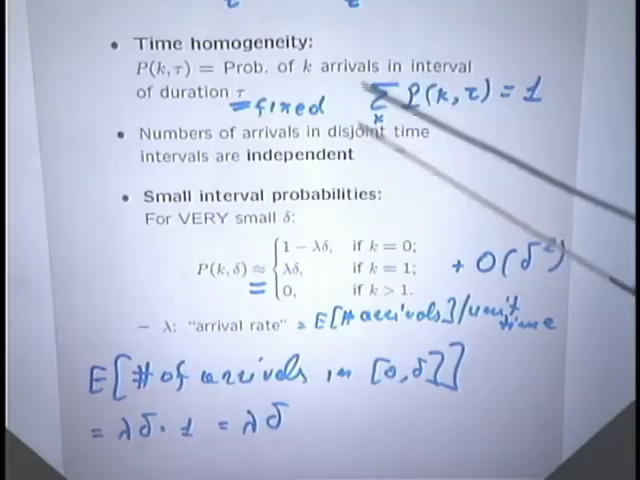 • Time homogeneity:
P(k, τ) = Prob. of k arrivals in interval
of duration τ
= fixed Σ_k P(k, τ) = 1
• Numbers of arrivals in disjoint time
intervals are independent
• Small interval probabilities:
For VERY small δ:
1 − λδ, if k = 0;
P(k, δ) ≈ { λδ, if k = 1; + O(δ²)
0, if k > 1.
– λ: "arrival rate" = E[# arrivals]/unit time
E[# of arrivals in [0, δ]]
= λδ · 1 = λδ